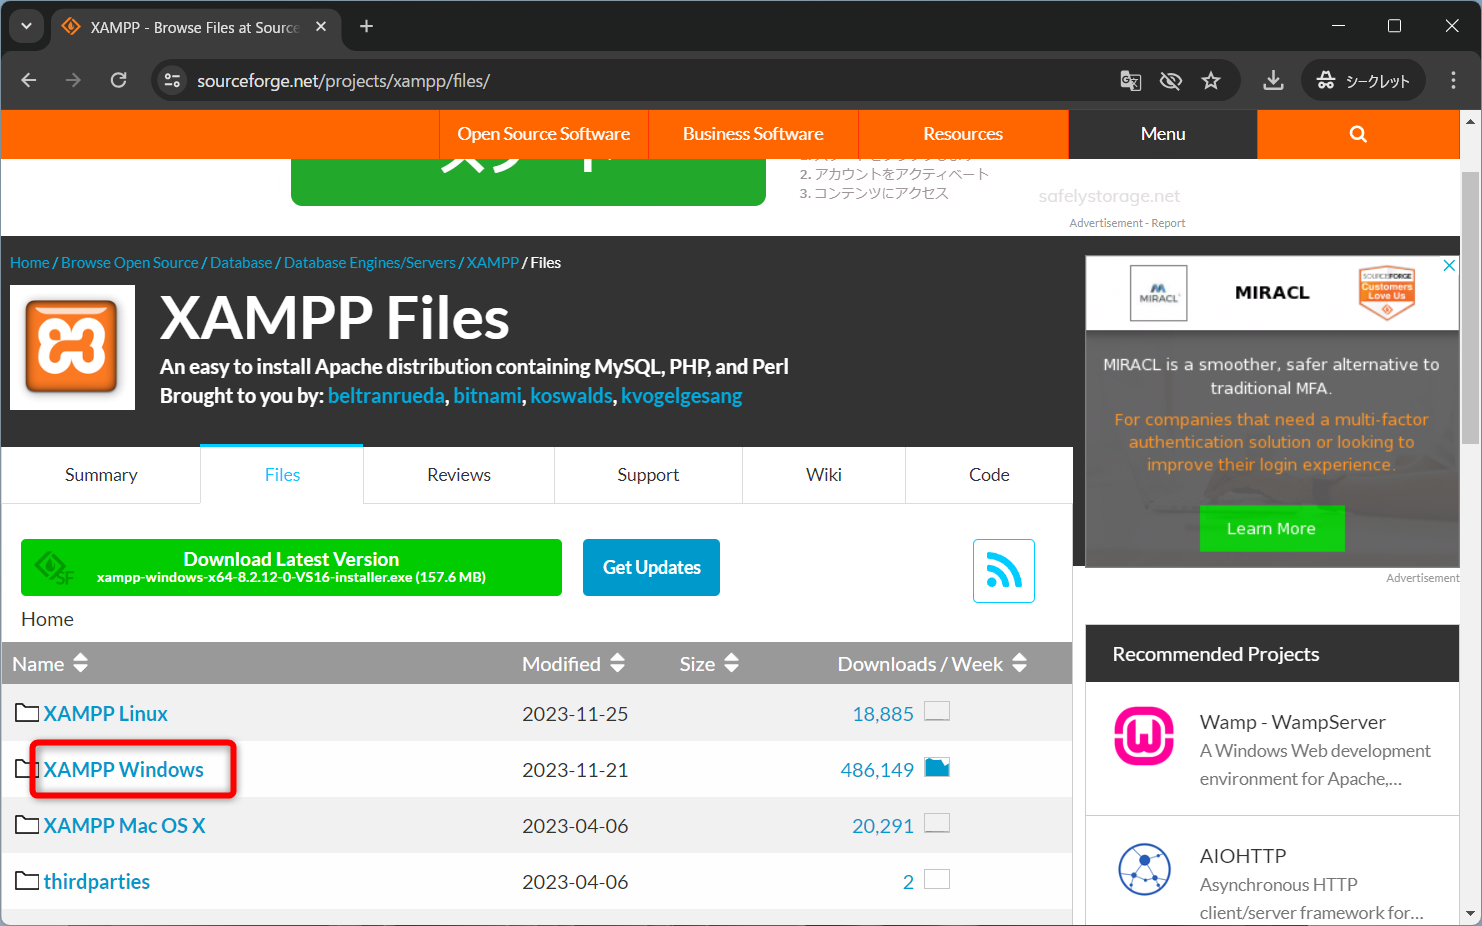 XAMPP - Browse Files at Source
sourceforge.net/projects/xampp/files/
シークレット
Open Source Software
Business Software
Resources
Menu
2. アカウントをアクティベート
3. コンテンツにアクセス
safelystorage.net
Advertisement - Report
Home / Browse Open Source / Database / Database Engines/Servers / XAMPP / Files
XAMPP Files
An easy to install Apache distribution containing MySQL, PHP, and Perl
Brought to you by: beltranrueda, bitnami, koswalds, kvogelgesang
MIRACL
MIRACL
SOURCEFORGE
Customers
Love Us
MIRACL is a smoother, safer alternative to
traditional MFA.
For companies that need a multi-factor
authentication solution or looking to
improve their login experience.
Learn More
Advertisement
Summary
Files
Reviews
Support
Wiki
Code
Download Latest Version
xampp-windows-x64-8.2.12-0-VS16-installer.exe (157.6 MB)
SF
Get Updates
Home
Name Modified Size Downloads / Week
XAMPP Linux 2023-11-25 18,885
XAMPP Windows 2023-11-21 486,149
XAMPP Mac OS X 2023-04-06 20,291
thirdparties 2023-04-06 2
Recommended Projects
Wamp - WampServer
A Windows Web development
environment for Apache,...
AIOHTTP
Asynchronous HTTP
client/server framework for...